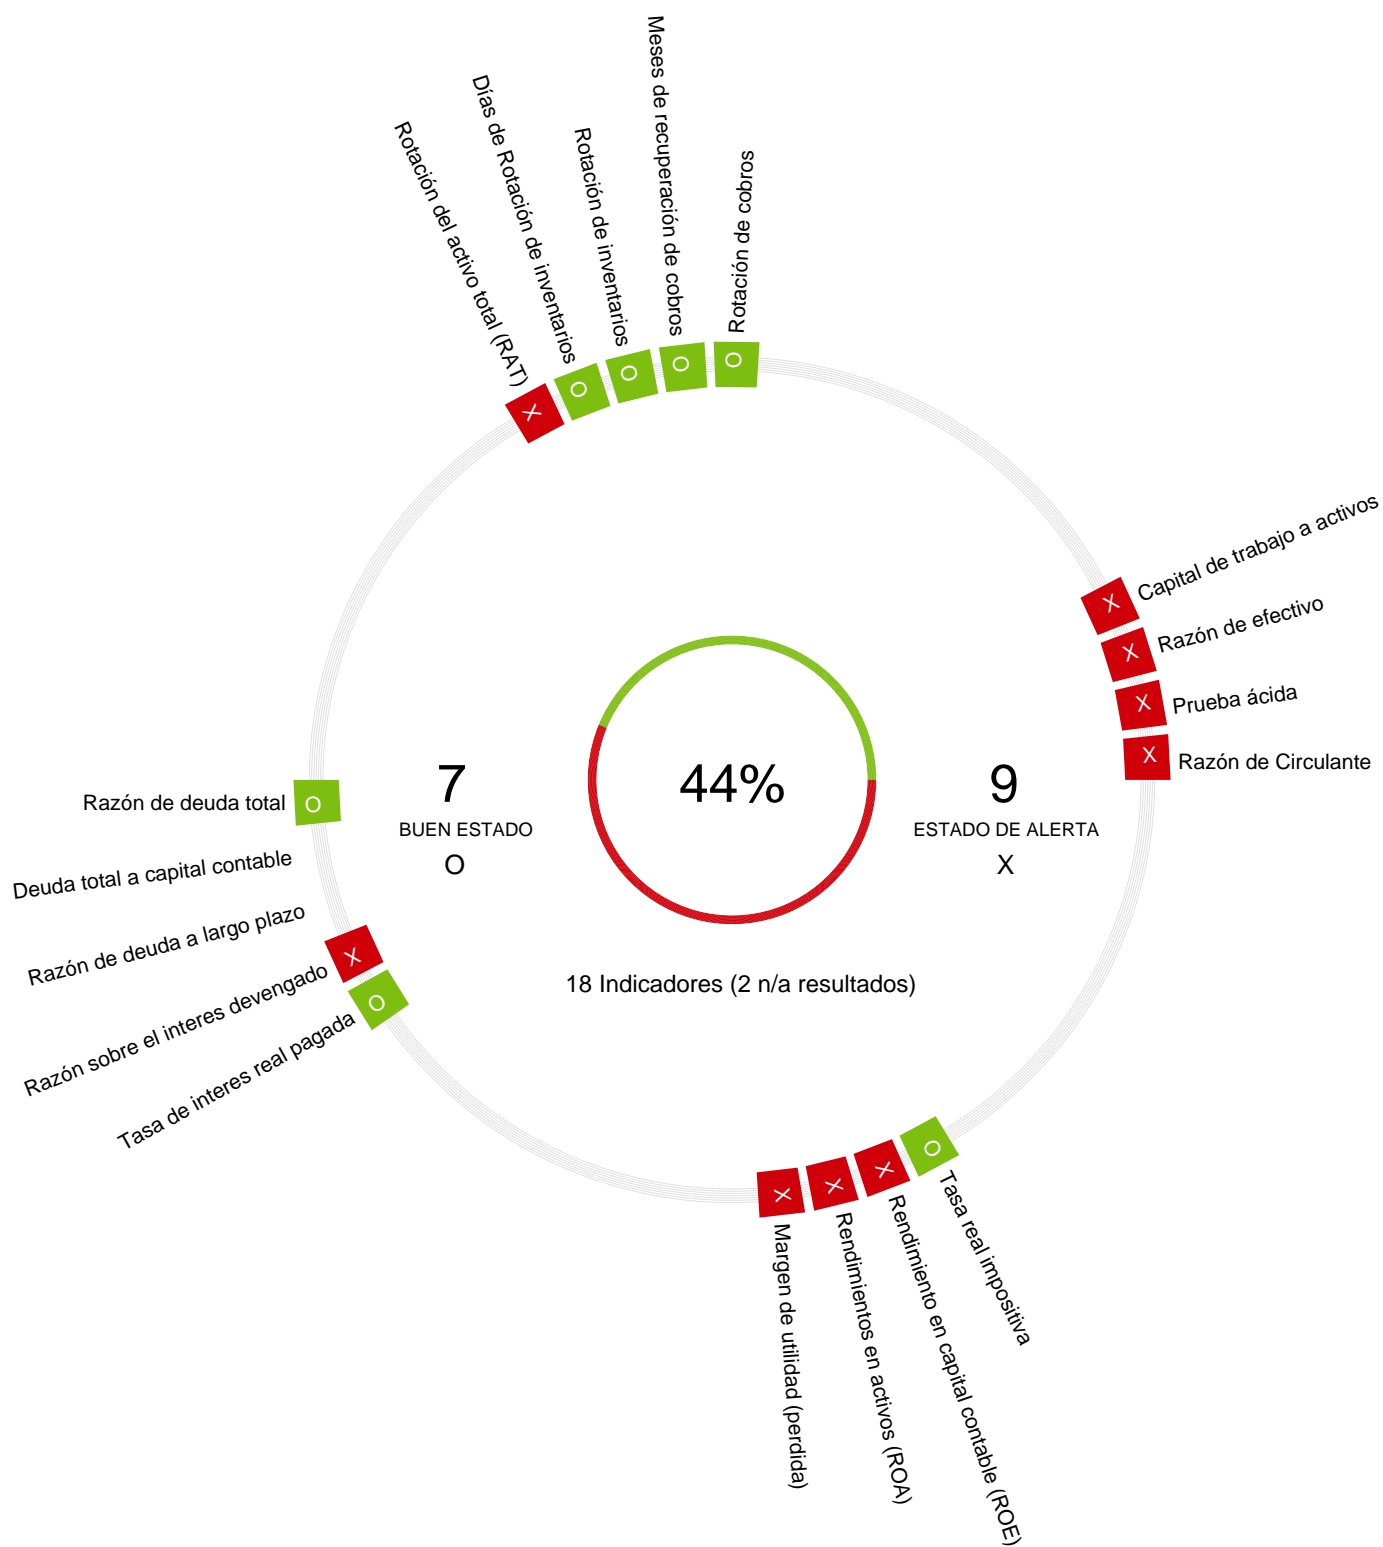 Meses de recuperación de cobros
Días de Rotación de inventarios
Rotación del activo total (RAT)
Rotación de inventarios
Rotación de cobros
X
O
O
O
O
Capital de trabajo a activos
X
Razón de efectivo
X
Prueba ácida
X
Razón de Circulante
X
7
BUEN ESTADO
O
44%
9
ESTADO DE ALERTA
X
18 Indicadores (2 n/a resultados)
Razón de deuda total
O
Deuda total a capital contable
Razón de deuda a largo plazo
Razón sobre el interes devengado
X
Tasa de interes real pagada
O
X
Margen de utilidad (perdida)
X
Rendimientos en activos (ROA)
X
Rendimiento en capital contable (ROE)
O
Tasa real impositiva